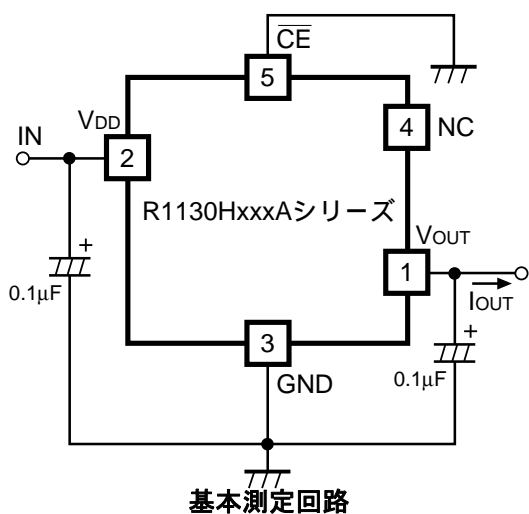 CE
5
VDD
4
NC
IN
2
R1130HxxxAシリーズ
VOUT
1
+
0.1μF
IOUT
3
+
GND
0.1μF
基本測定回路